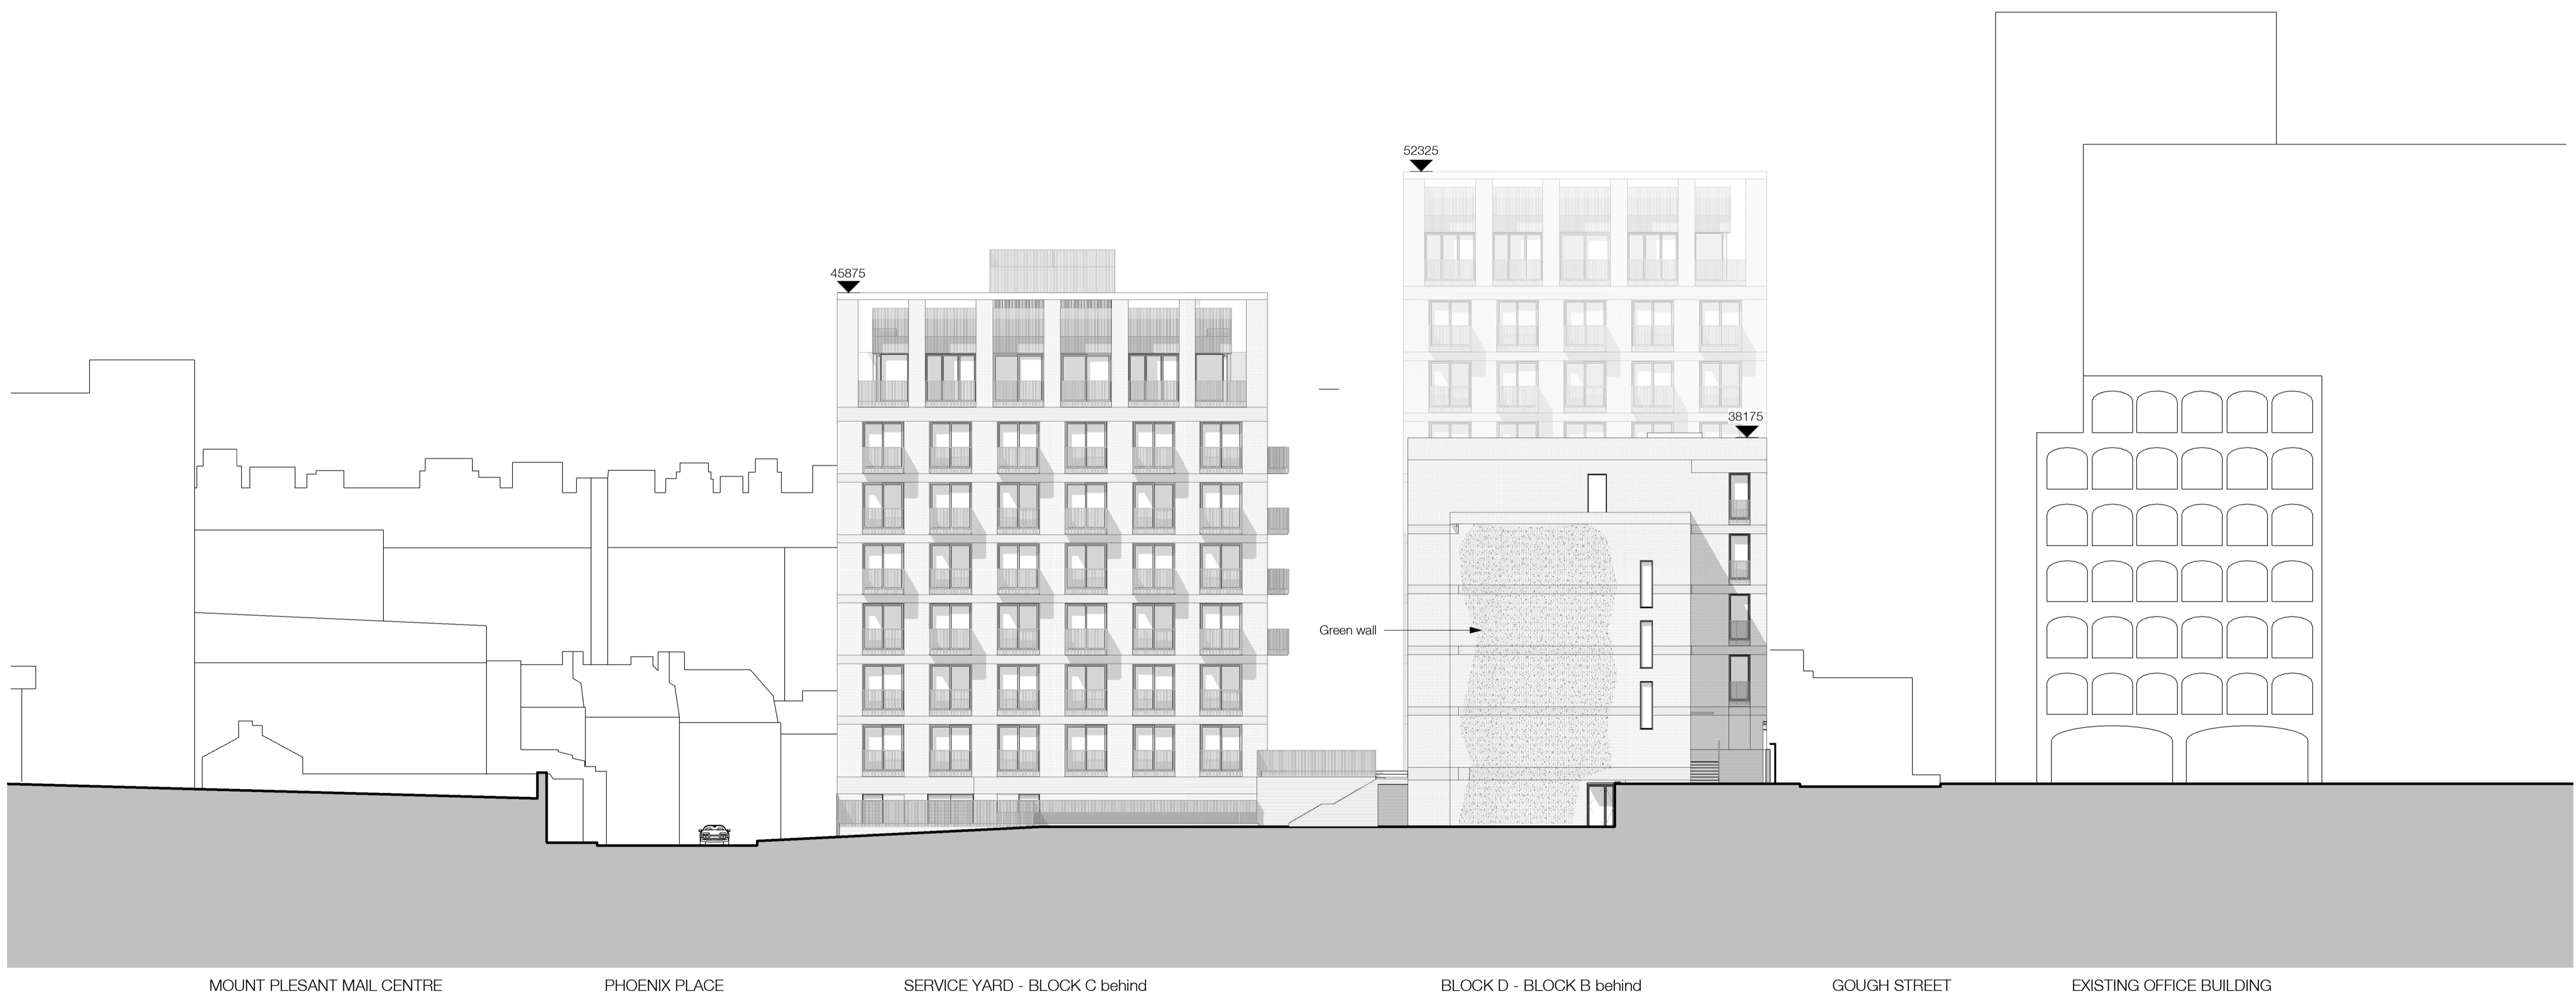 52325
45875
38175
Green wall
MOUNT PLESANT MAIL CENTRE
PHOENIX PLACE
SERVICE YARD - BLOCK C behind
BLOCK D - BLOCK B behind
GOUGH STREET
EXISTING OFFICE BUILDING